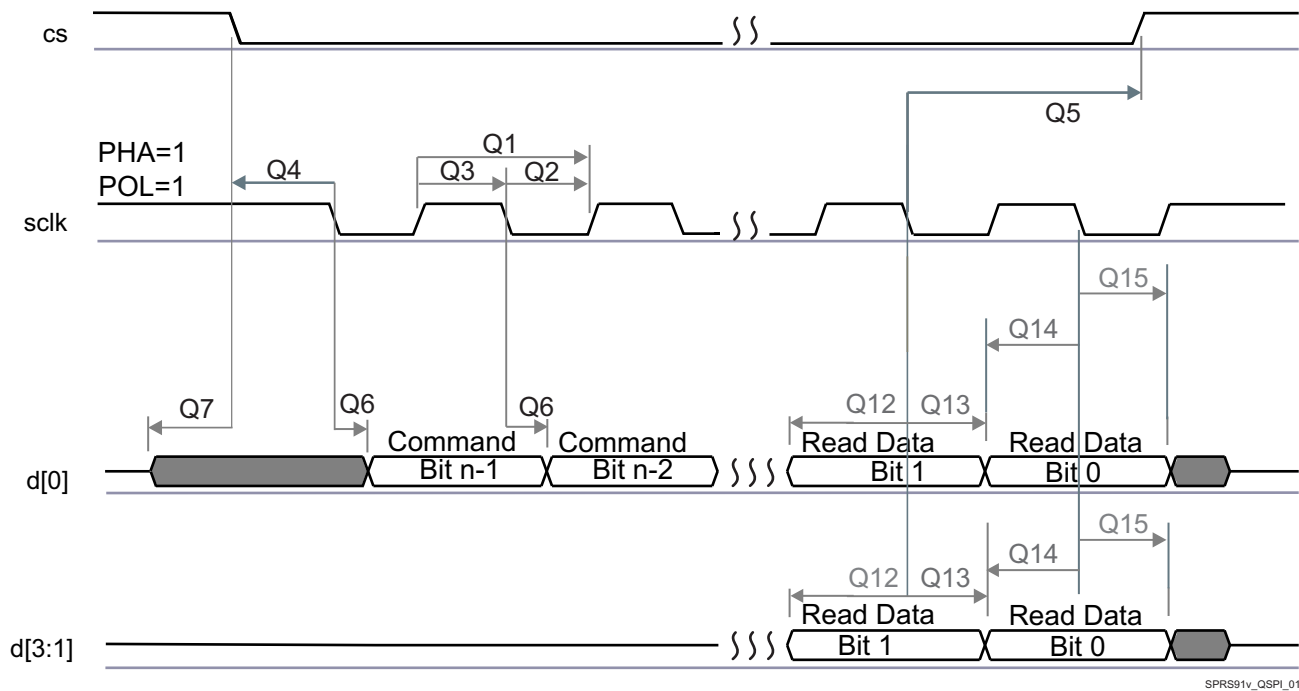 cs
Q5
PHA=1
POL=1
Q4
Q1
Q3
Q2
sclk
Q15
Q14
Q7
Q6
Q6
Q12
Q13
Command
Command
Read Data
Read Data
d[0]
Bit n-1
Bit n-2
Bit 1
Bit 0
Q15
Q14
Q12
Q13
Read Data
Read Data
d[3:1]
Bit 1
Bit 0
SPRS91v_QSPI_01